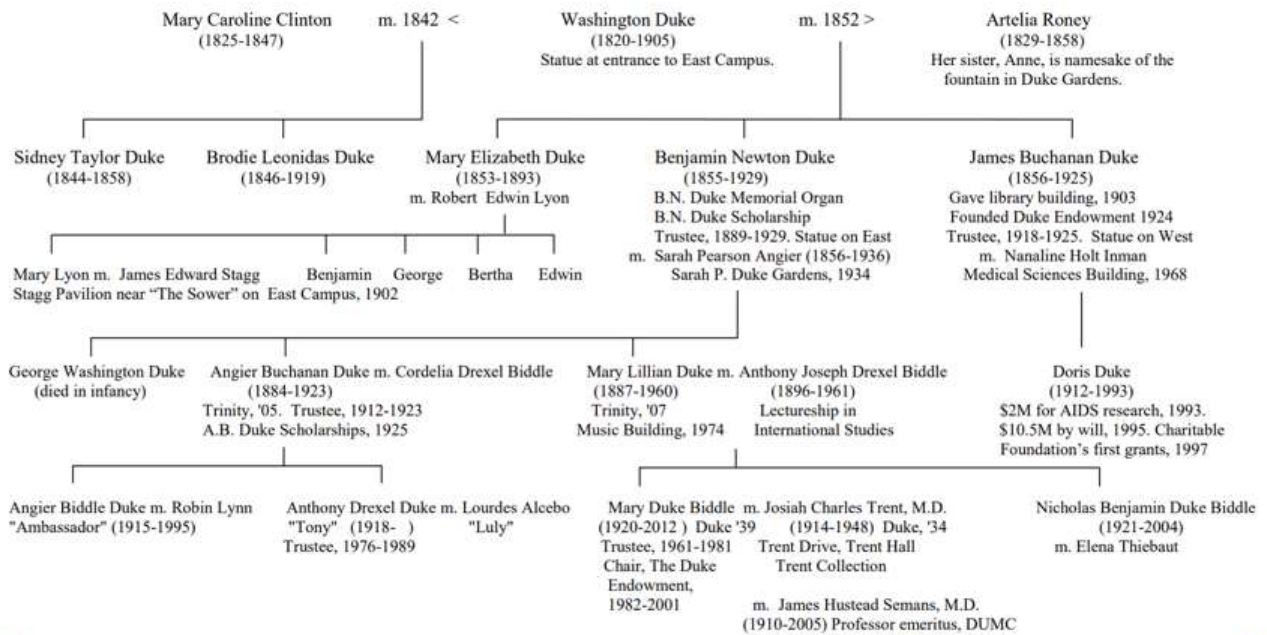 Mary Caroline Clinton m. 1842 < Washington Duke m. 1852 > Artelia Roney
(1825-1847) (1820-1905) (1829-1858)
Statue at entrance to East Campus. Her sister, Anne, is namesake of the
fountain in Duke Gardens.
Sidney Taylor Duke Brodie Leonidas Duke Mary Elizabeth Duke Benjamin Newton Duke James Buchanan Duke
(1844-1858) (1846-1919) (1853-1893) (1855-1929) (1856-1925)
m. Robert Edwin Lyon B.N. Duke Memorial Organ Gave library building, 1903
B.N. Duke Scholarship Founded Duke Endowment 1924
Trustee, 1889-1929. Statue on East Trustee, 1918-1925. Statue on West
m. Sarah Pearson Angier (1856-1936) m. Nanaline Holt Inman
Mary Lyon m. James Edward Stagg Benjamin George Bertha Edwin Sarah P. Duke Gardens, 1934 Medical Sciences Building, 1968
Stagg Pavilion near “The Sower” on East Campus, 1902
George Washington Duke Angier Buchanan Duke m. Cordelia Drexel Biddle Mary Lillian Duke m. Anthony Joseph Drexel Biddle Doris Duke
(died in infancy) (1884-1923) (1887-1960) (1896-1961) (1912-1993)
Trinity, '05. Trustee, 1912-1923 Trinity, '07 Lectureship in $2M for AIDS research, 1993.
A.B. Duke Scholarships, 1925 Music Building, 1974 International Studies $10.5M by will, 1995. Charitable
Foundation’s first grants, 1997
Angier Biddle Duke m. Robin Lynn Anthony Drexel Duke m. Lourdes Alcebo Mary Duke Biddle m. Josiah Charles Trent, M.D. Nicholas Benjamin Duke Biddle
"Ambassador" (1915-1995) "Tony" (1918- ) "Luly" (1920-2012 ) Duke '39 (1914-1948) Duke, '34 (1921-2004)
Trustee, 1976-1989 Trustee, 1961-1981 Trent Drive, Trent Hall m. Elena Thiebaut
Chair, The Duke Trent Collection
Endowment,
1982-2001 m. James Hustead Semans, M.D.
(1910-2005) Professor emeritus, DUMC